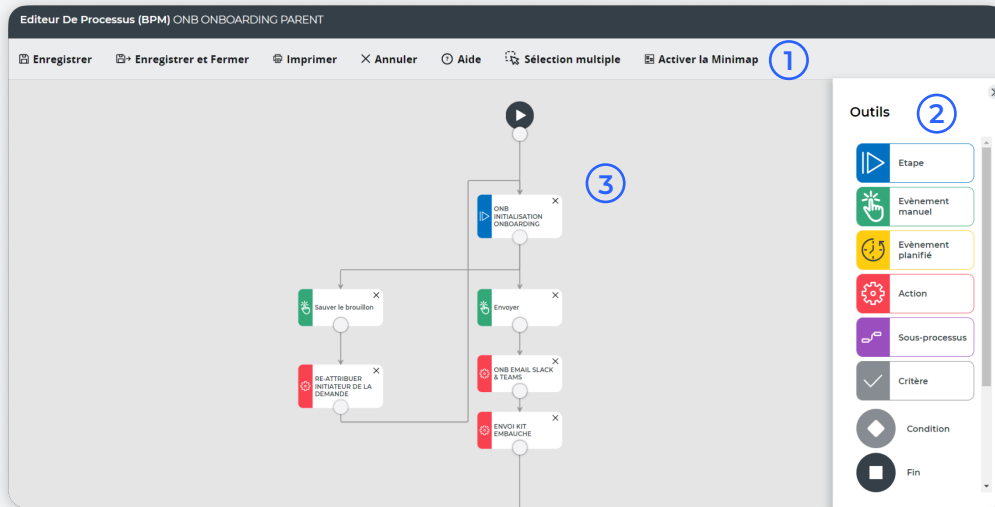 Editeur De Processus (BPM) ONB ONBOARDING PARENT
Enregistrer Enregistrer et Fermer Imprimer Annuler Aide Sélection multiple Activer la Minimap 1
Outils 2
Etape
Evènement
manuel
Evènement
planifié
Action
Sous-processus
Critère
Condition
Fin
3
ONB
INITIALISATION
ONBOARDING
Sauver le brouillon
Envoyer
RE-ATTRIBUER
INITIATEUR DE LA
DEMANDE
ONB EMAIL SLACK
& TEAMS
ENVOI KIT
EMBAUCHE